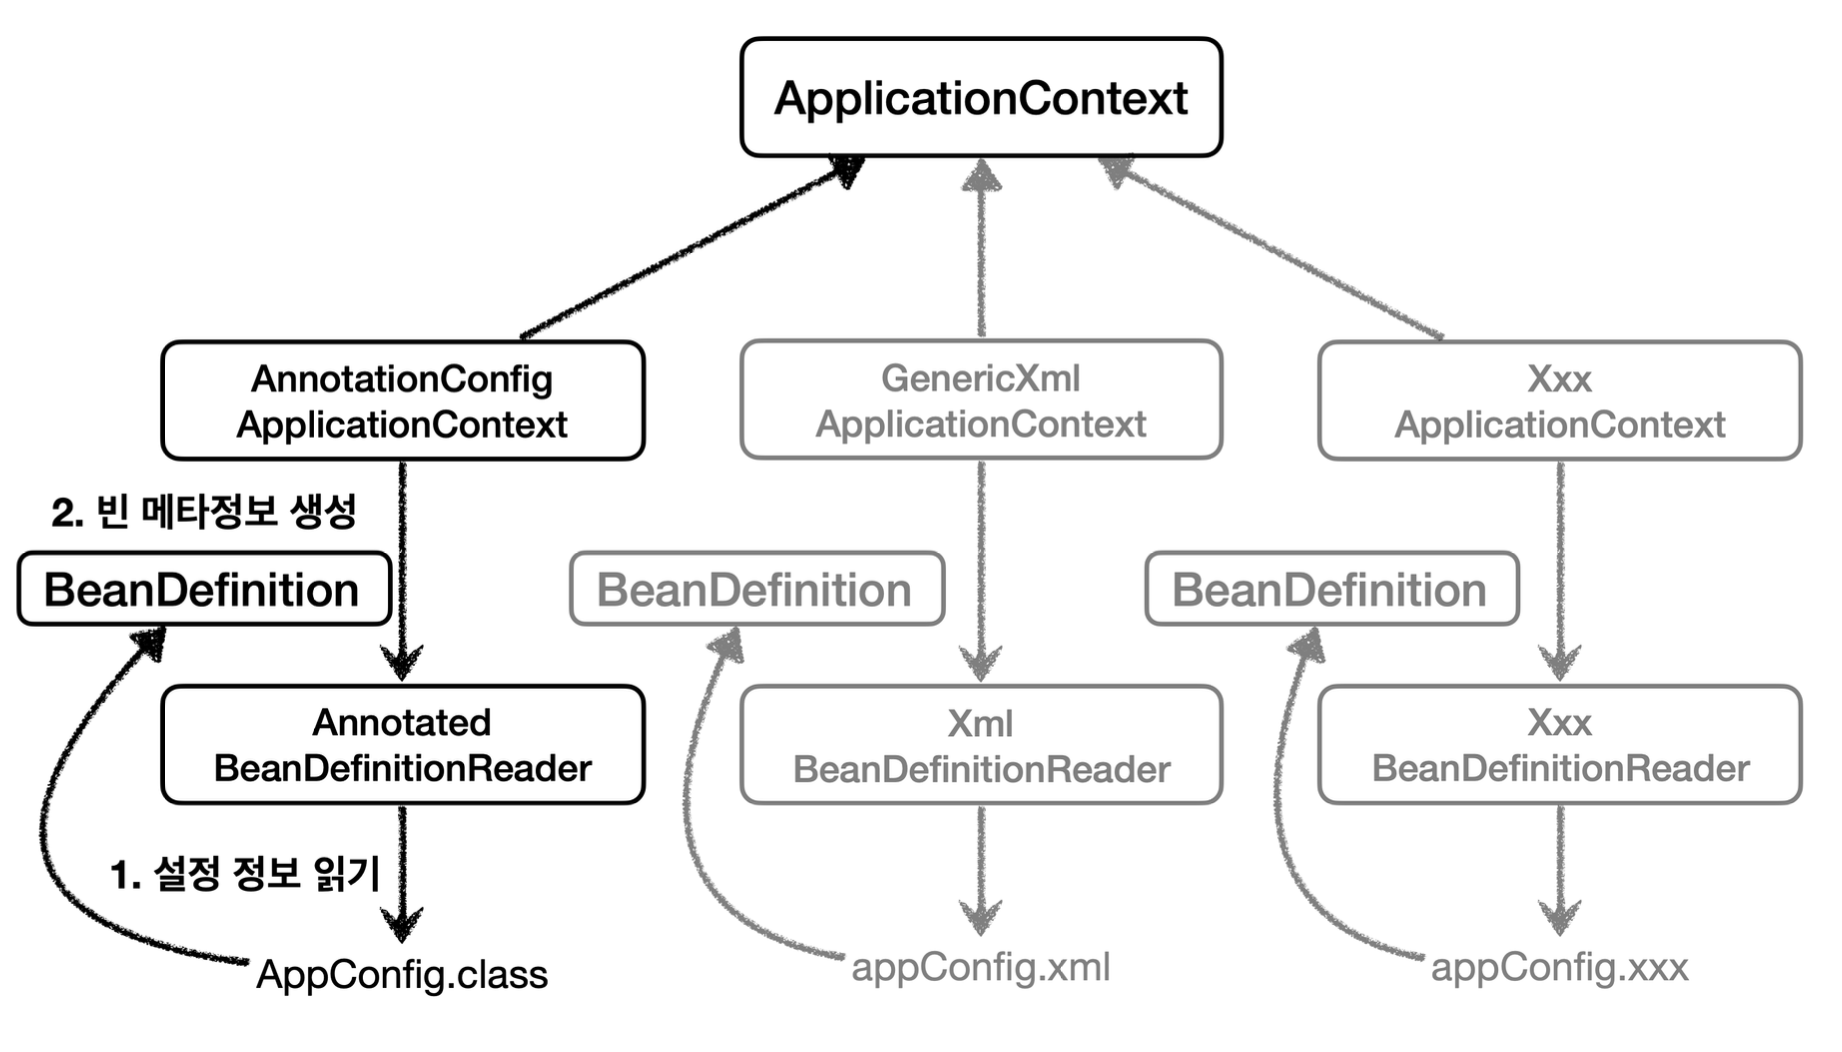 ApplicationContext
AnnotationConfig
ApplicationContext
GenericXml
ApplicationContext
Xxx
ApplicationContext
2. 빈 메타정보 생성
BeanDefinition
BeanDefinition
BeanDefinition
Annotated
BeanDefinitionReader
Xml
BeanDefinitionReader
Xxx
BeanDefinitionReader
1. 설정 정보 읽기
AppConfig.class
appConfig.xml
appConfig.xxx